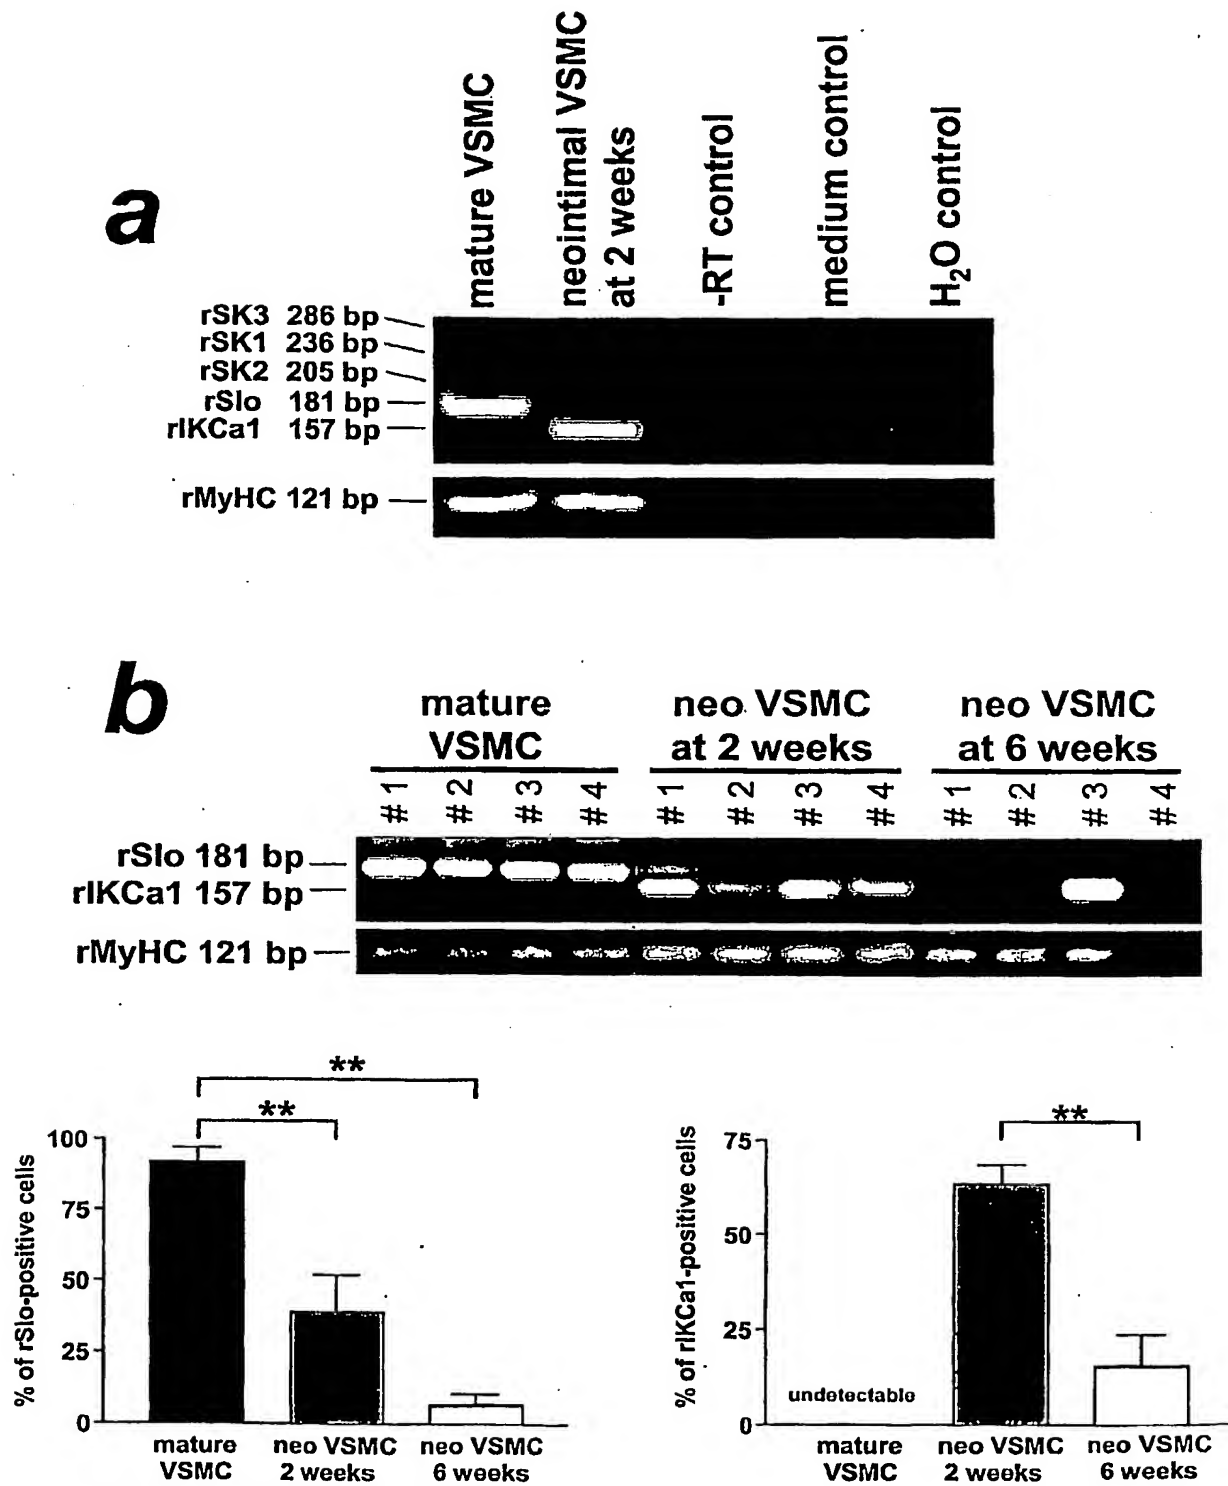 a
mature VSMC
neointimal VSMC
at 2 weeks
-RT control
medium control
H₂O control
rSK3 286 bp
rSK1 236 bp
rSK2 205 bp
rSlo 181 bp
rIKCa1 157 bp
rMyHC 121 bp
b
mature
VSMC
neo VSMC
at 2 weeks
neo VSMC
at 6 weeks
#1 #2 #3 #4 #1 #2 #3 #4 #1 #2 #3 #4
rSlo 181 bp
rIKCa1 157 bp
rMyHC 121 bp
**
**
% of rSlo-positive cells
100
75
50
25
0
mature
VSMC
neo VSMC
2 weeks
neo VSMC
6 weeks
**
% of rIKCa1-positive cells
75
50
25
0
undetectable
mature
VSMC
neo VSMC
2 weeks
neo VSMC
6 weeks